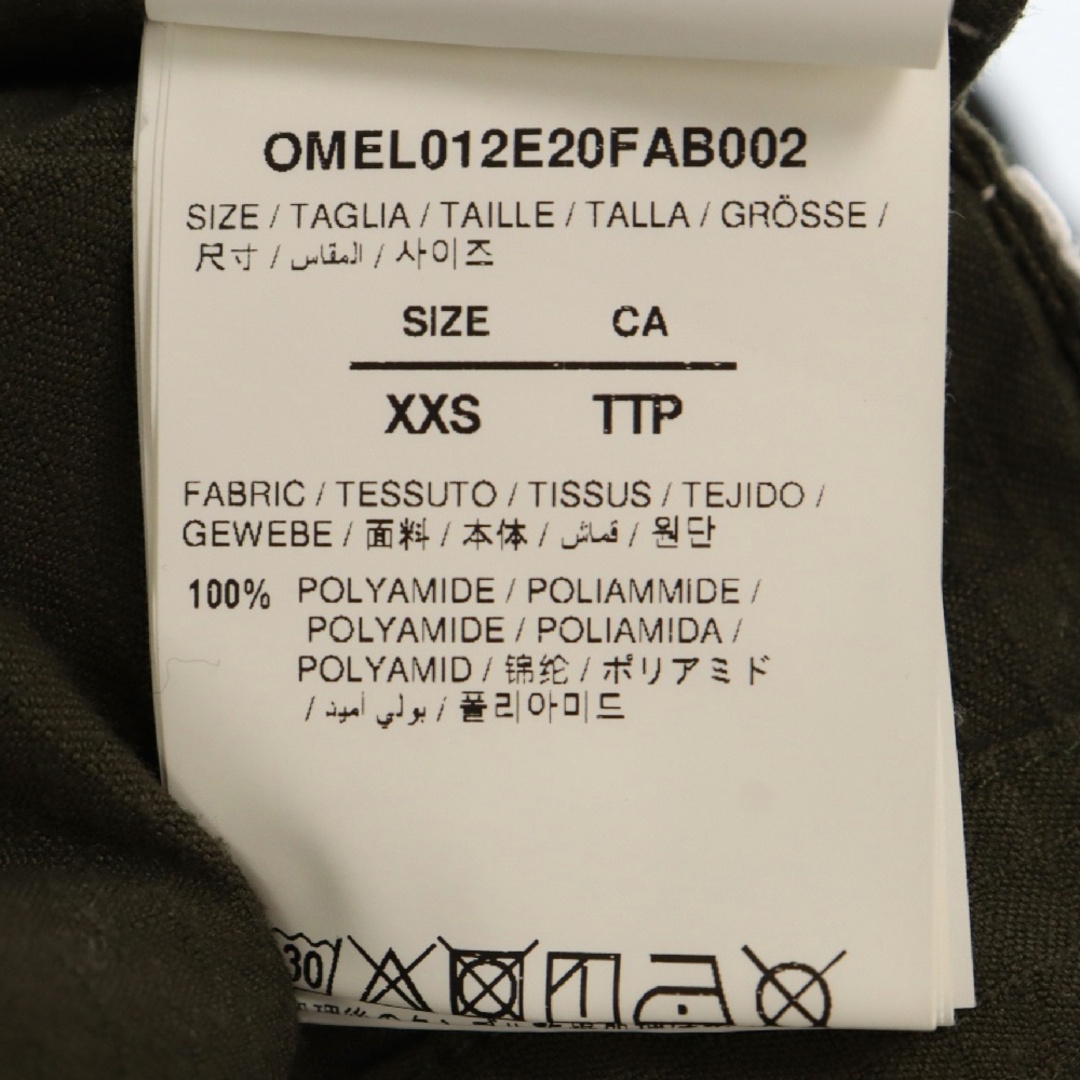 OMEL012E20FAB002
SIZE / TAGLIA / TAILLE / TALLA / GRÖSSE /
尺寸 / المقاس / 사이즈
SIZE CA
XXS TTP
FABRIC / TESSUTO / TISSUS / TEJIDO /
GEWEBE / 面料 / 本体 / قماش / 원단
100% POLYAMIDE / POLIAMMIDE /
POLYAMIDE / POLIAMIDA /
POLYAMID / 锦纶 / ポリアミド
/ بولي أميد / 폴리아미드
30